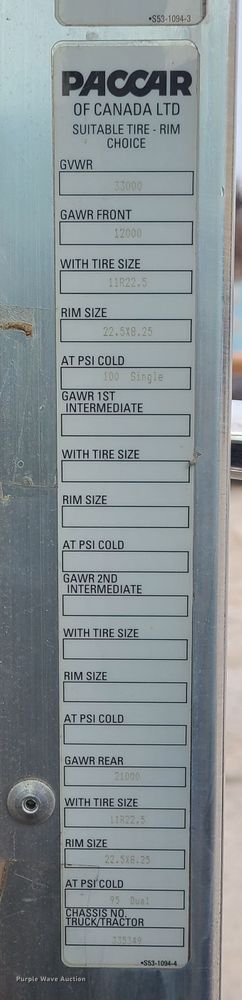 •S53-1094-3
PACCAR
OF CANADA LTD
SUITABLE TIRE - RIM
CHOICE
GVWR
33000
GAWR FRONT
12000
WITH TIRE SIZE
11R22.5
RIM SIZE
22.5X8.25
AT PSI COLD
100 Single
GAWR 1ST
INTERMEDIATE
WITH TIRE SIZE
RIM SIZE
AT PSI COLD
GAWR 2ND
INTERMEDIATE
WITH TIRE SIZE
RIM SIZE
AT PSI COLD
GAWR REAR
21000
WITH TIRE SIZE
11R22.5
RIM SIZE
22.5X8.25
AT PSI COLD
95 Dual
CHASSIS NO.
TRUCK/TRACTOR
335349
•S53-1094-4
Purple Wave Auction